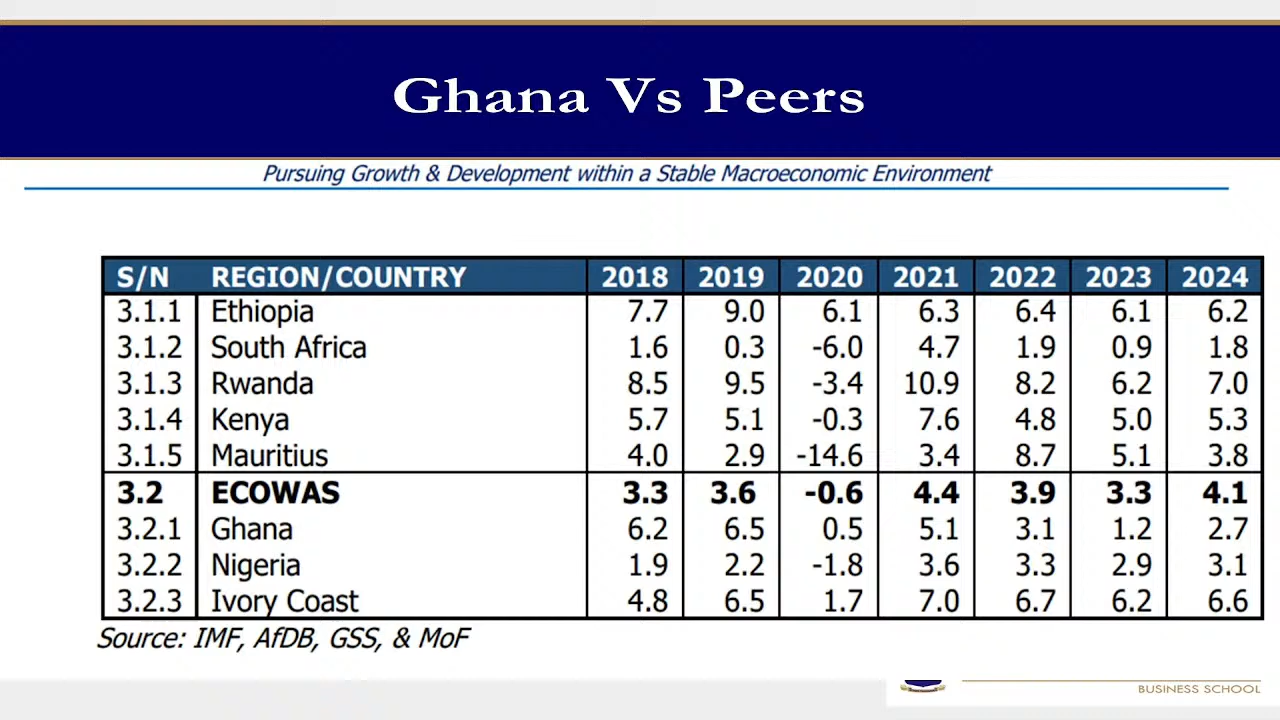 Ghana Vs Peers
Pursuing Growth & Development within a Stable Macroeconomic Environment
S/N REGION/COUNTRY 2018 2019 2020 2021 2022 2023 2024
3.1.1 Ethiopia 7.7 9.0 6.1 6.3 6.4 6.1 6.2
3.1.2 South Africa 1.6 0.3 -6.0 4.7 1.9 0.9 1.8
3.1.3 Rwanda 8.5 9.5 -3.4 10.9 8.2 6.2 7.0
3.1.4 Kenya 5.7 5.1 -0.3 7.6 4.8 5.0 5.3
3.1.5 Mauritius 4.0 2.9 -14.6 3.4 8.7 5.1 3.8
3.2 ECOWAS 3.3 3.6 -0.6 4.4 3.9 3.3 4.1
3.2.1 Ghana 6.2 6.5 0.5 5.1 3.1 1.2 2.7
3.2.2 Nigeria 1.9 2.2 -1.8 3.6 3.3 2.9 3.1
3.2.3 Ivory Coast 4.8 6.5 1.7 7.0 6.7 6.2 6.6
Source: IMF, AfDB, GSS, & MoF
BUSINESS SCHOOL